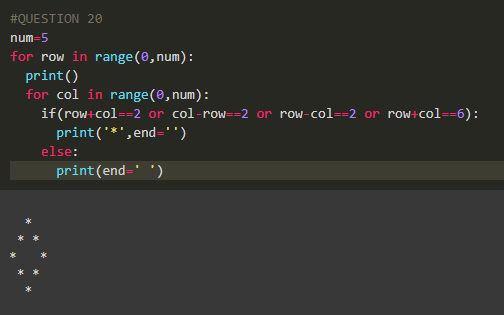 #QUESTION 20
num=5
for row in range(0,num):
  print()
  for col in range(0,num):
    if(row+col==2 or col-row==2 or row-col==2 or row+col==6):
      print('*',end='')
    else:
      print(end=' ')
  *
 * *
*   *
 * *
  *